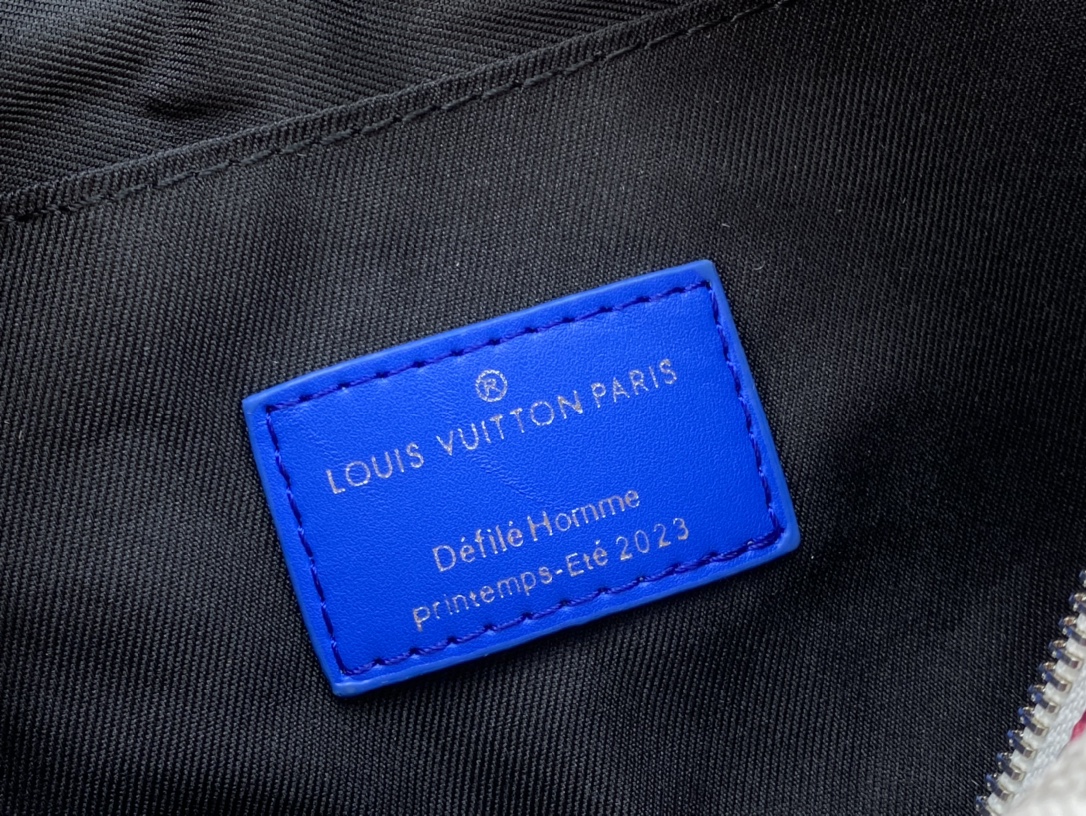 ®
LOUIS VUITTON PARIS
Défilé Homme
Printemps-Eté 2023